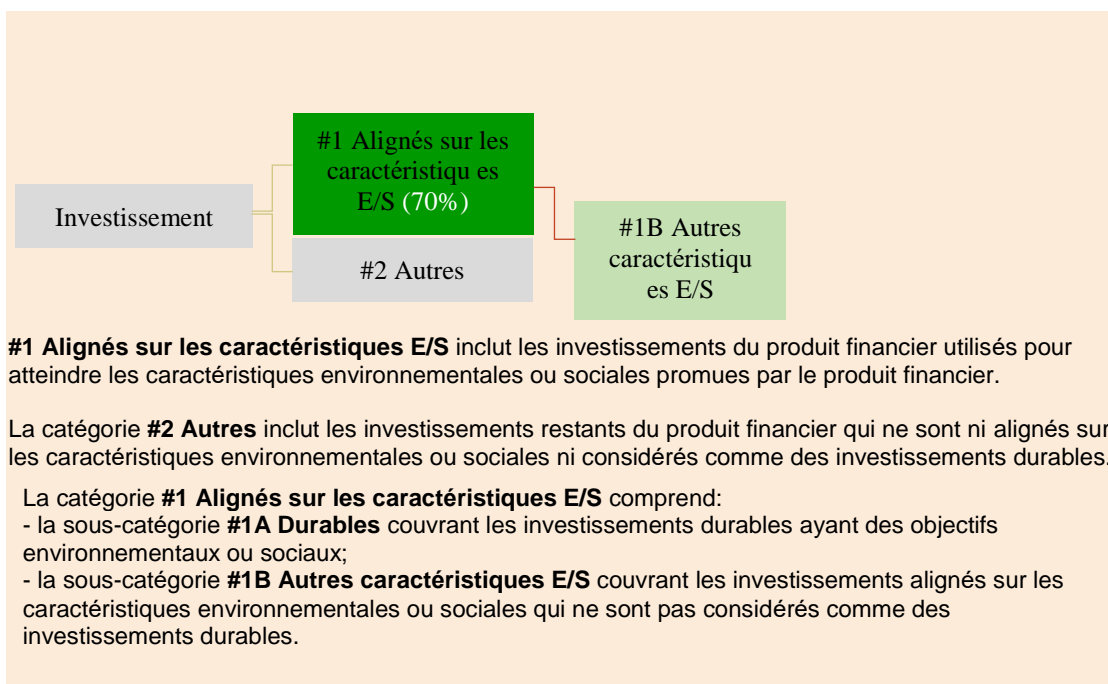 #1 Alignés sur les
caractéristiqu es
E/S (70%)
Investissement
#2 Autres
#1B Autres
caractéristiqu
es E/S
#1 Alignés sur les caractéristiques E/S inclut les investissements du produit financier utilisés pour
atteindre les caractéristiques environnementales ou sociales promues par le produit financier.
La catégorie #2 Autres inclut les investissements restants du produit financier qui ne sont ni alignés sur
les caractéristiques environnementales ou sociales ni considérés comme des investissements durables.
La catégorie #1 Alignés sur les caractéristiques E/S comprend:
- la sous-catégorie #1A Durables couvrant les investissements durables ayant des objectifs
environnementaux ou sociaux;
- la sous-catégorie #1B Autres caractéristiques E/S couvrant les investissements alignés sur les
caractéristiques environnementales ou sociales qui ne sont pas considérés comme des
investissements durables.